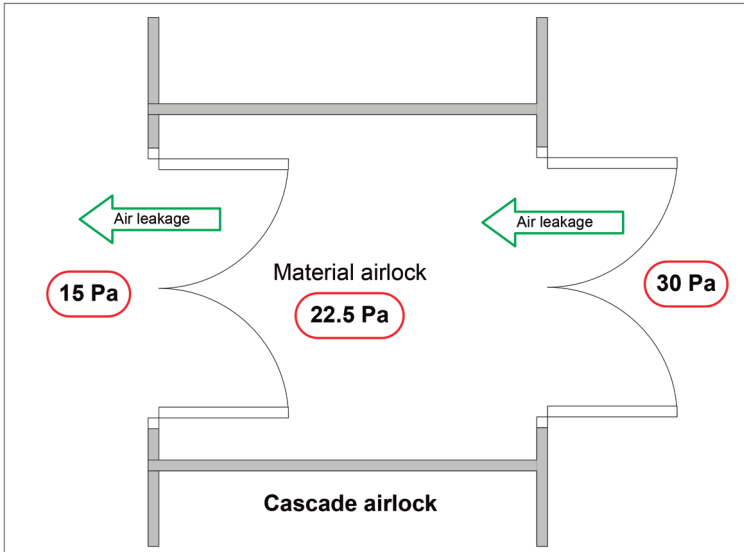 Air leakage
Air leakage
Material airlock
15 Pa
22.5 Pa
30 Pa
Cascade airlock